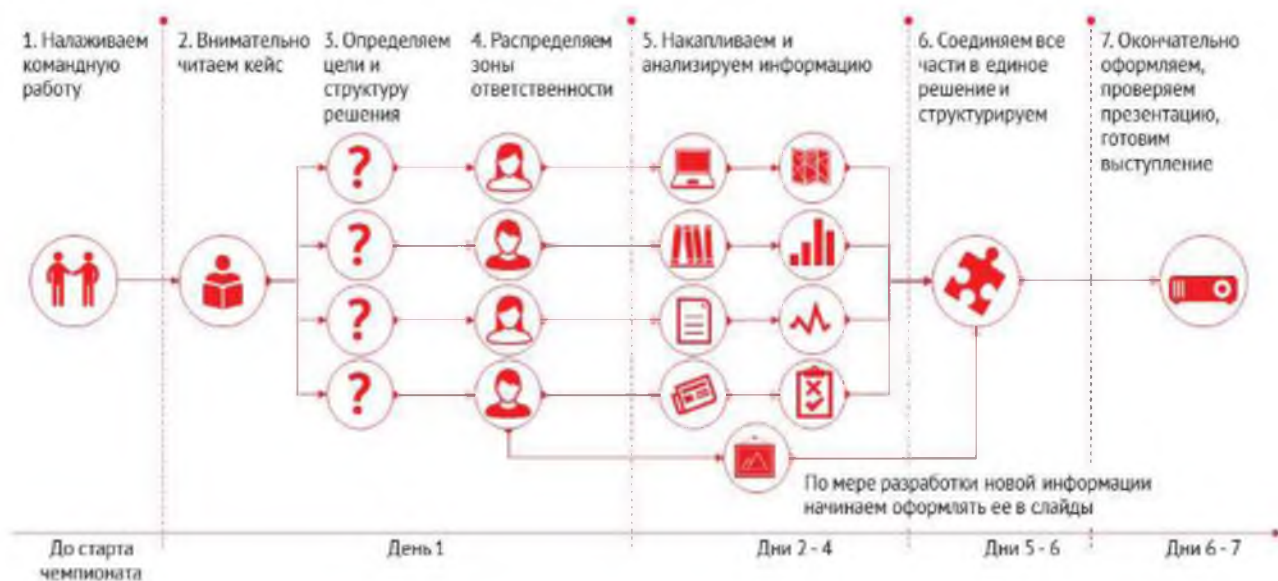 1. Налаживаем
командную
работу
2. Внимательно
читаем кейс
3. Определяем
цели и
структуру
решения
4. Распределяем
зоны
ответственности
5. Накапливаем и
анализируем информацию
6. Соединяем все
части в единое
решение и
структурируем
7. Окончательно
оформляем,
проверяем
презентацию,
готовим
выступление
?
?
?
?
По мере разработки новой информации
начинаем оформлять ее в слайды
До старта
чемпионата
День 1
Дни 2 - 4
Дни 5 - 6
Дни 6 - 7